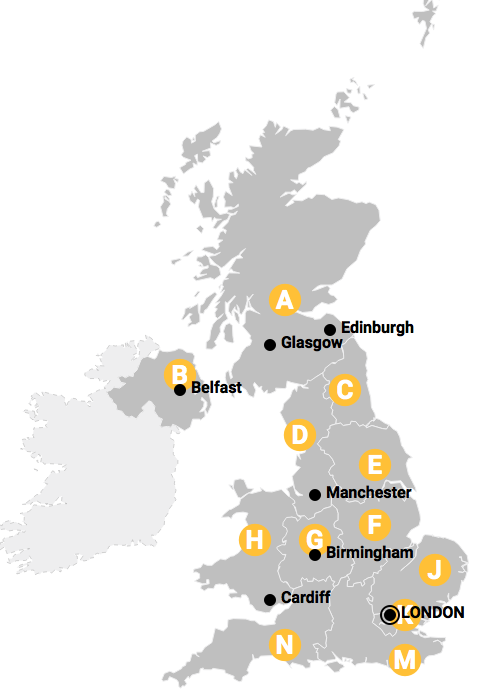 A
Edinburgh
Glasgow
B
Belfast
C
D
E
Manchester
F
H
G
Birmingham
J
Cardiff
K
LONDON
N
M